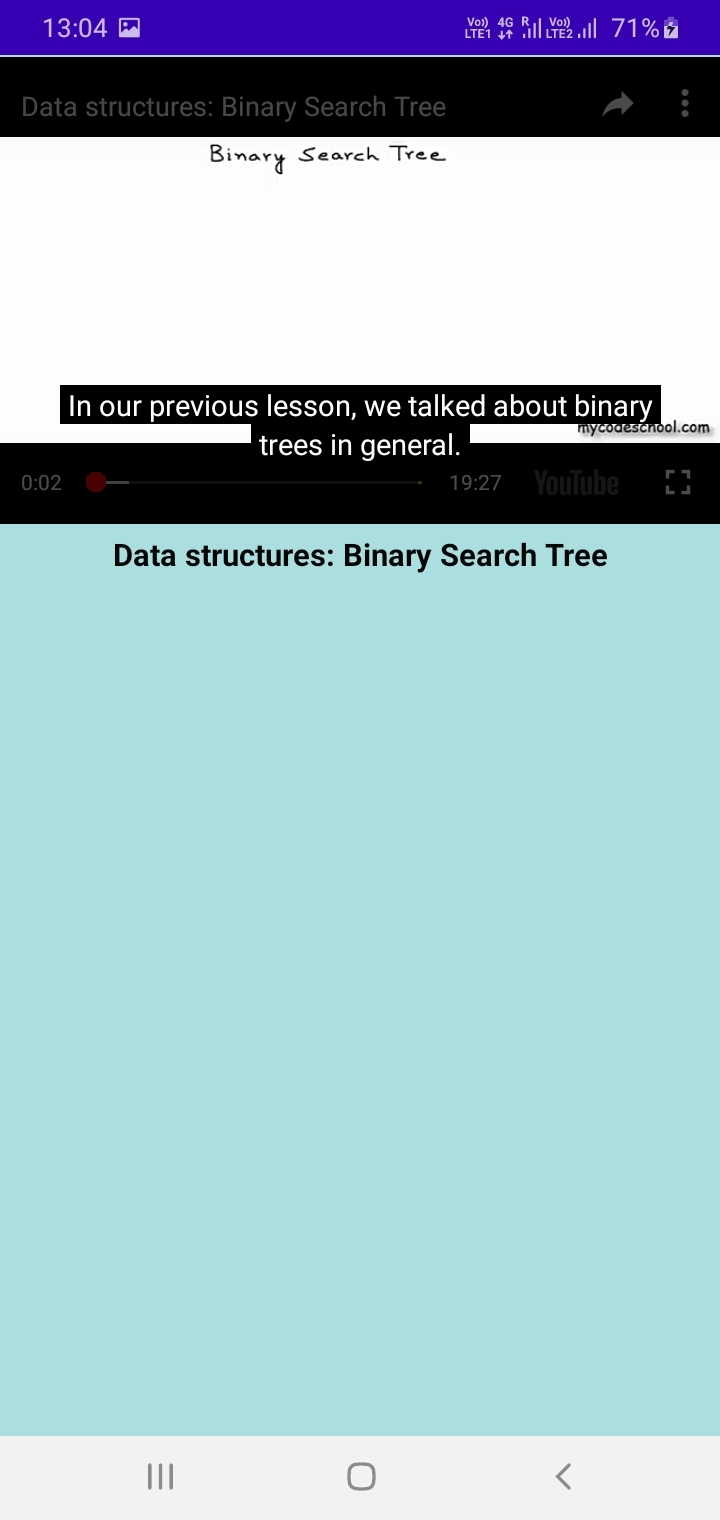 13:04
Vo)) LTE1 4G R Vo)) LTE2 71%
Data structures: Binary Search Tree
Binary Search Tree
In our previous lesson, we talked about binary
trees in general.
mycodeschool.com
0:02 19:27 YouTube
Data structures: Binary Search Tree